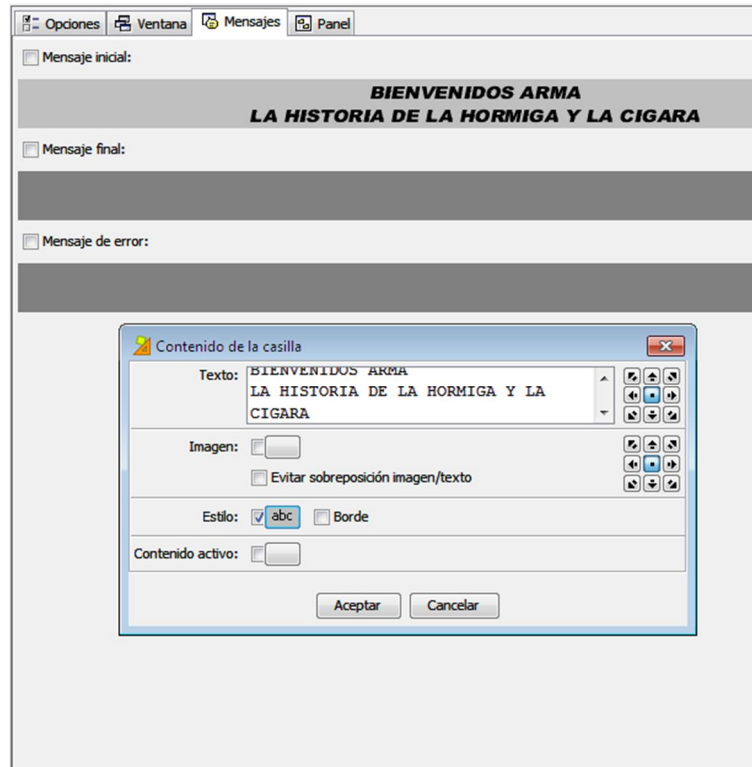 Opciones Ventana Mensajes Panel
Mensaje inicial:
BIENVENIDOS ARMA
LA HISTORIA DE LA HORMIGA Y LA CIGARA
Mensaje final:
Mensaje de error:
Contenido de la casilla
Texto:
BIENVENIDOS ARMA
LA HISTORIA DE LA HORMIGA Y LA
CIGARA
Imagen:
Evitar sobreposición imagen/texto
Estilo: abc Borde
Contenido activo:
Aceptar Cancelar